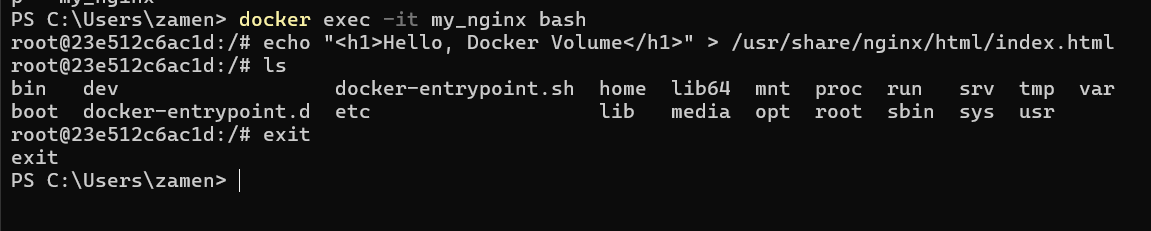 my_nginx
PS C:\Users\zamen> docker exec -it my_nginx bash
root@23e512c6ac1d:/# echo "<h1>Hello, Docker Volume</h1>" > /usr/share/nginx/html/index.html
root@23e512c6ac1d:/# ls
bin   dev                  docker-entrypoint.sh  home  lib64  mnt  proc  run   srv  tmp  var
boot  docker-entrypoint.d  etc                   lib   media  opt  root  sbin  sys  usr
root@23e512c6ac1d:/# exit
exit
PS C:\Users\zamen>